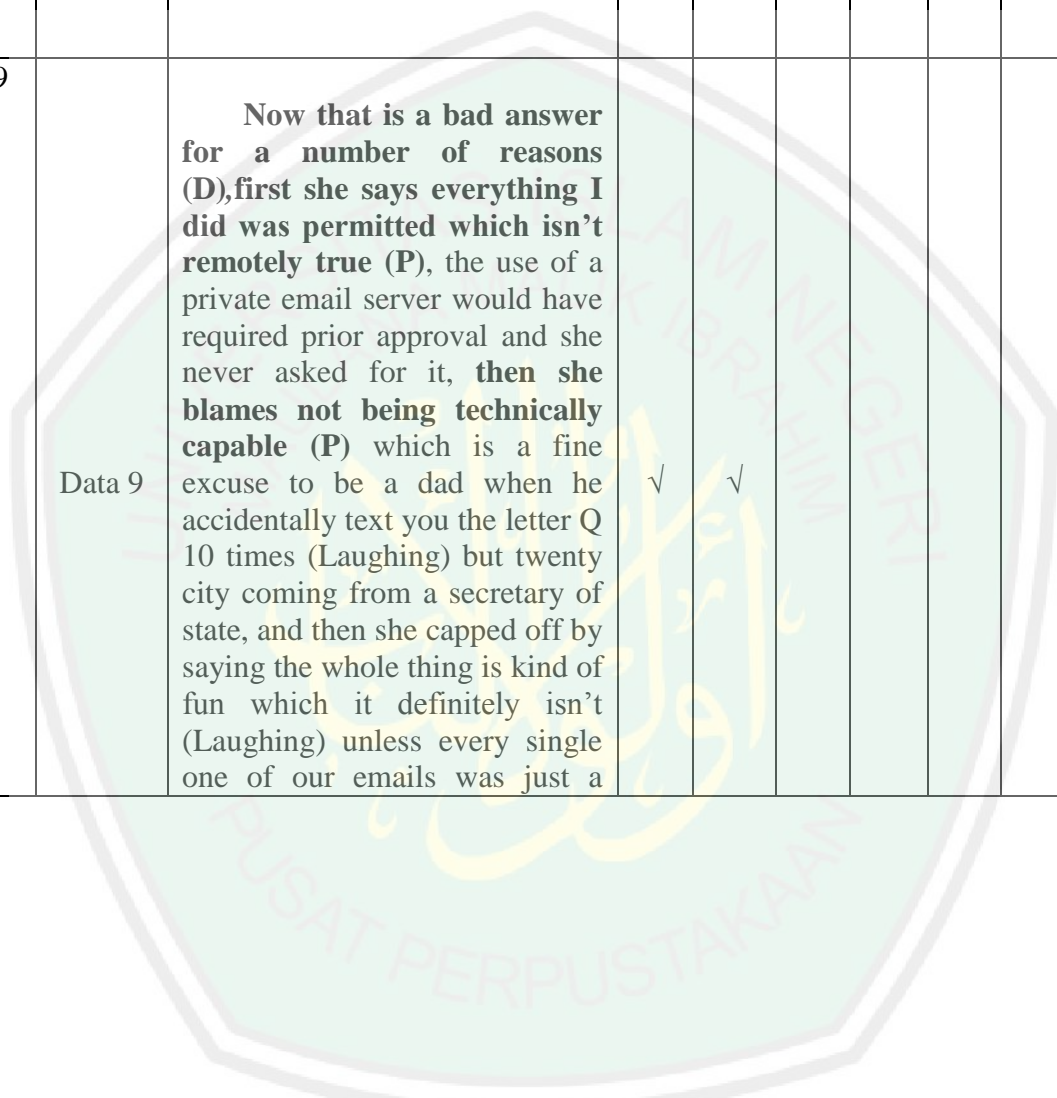 9
Now that is a bad answer
for a number of reasons
(D),first she says everything I
did was permitted which isn’t
remotely true (P), the use of a
private email server would have
required prior approval and she
never asked for it, then she
blames not being technically
capable (P) which is a fine
Data 9 excuse to be a dad when he √ √
accidentally text you the letter Q
10 times (Laughing) but twenty
city coming from a secretary of
state, and then she capped off by
saying the whole thing is kind of
fun which it definitely isn’t
(Laughing) unless every single
one of our emails was just a
PUSAT PERPUSTAKAAN